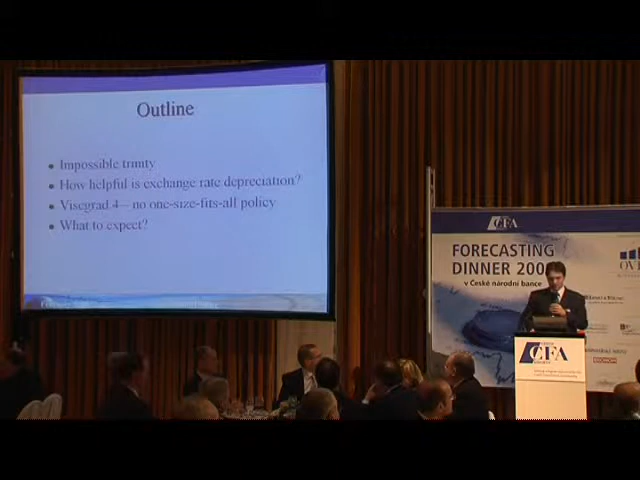 Outline
Impossible trinity
How helpful is exchange rate depreciation?
Visegrad 4 – no one-size-fits-all policy
What to expect?
CFA
FORECASTING
DINNER 200
v České národní bance
CFA